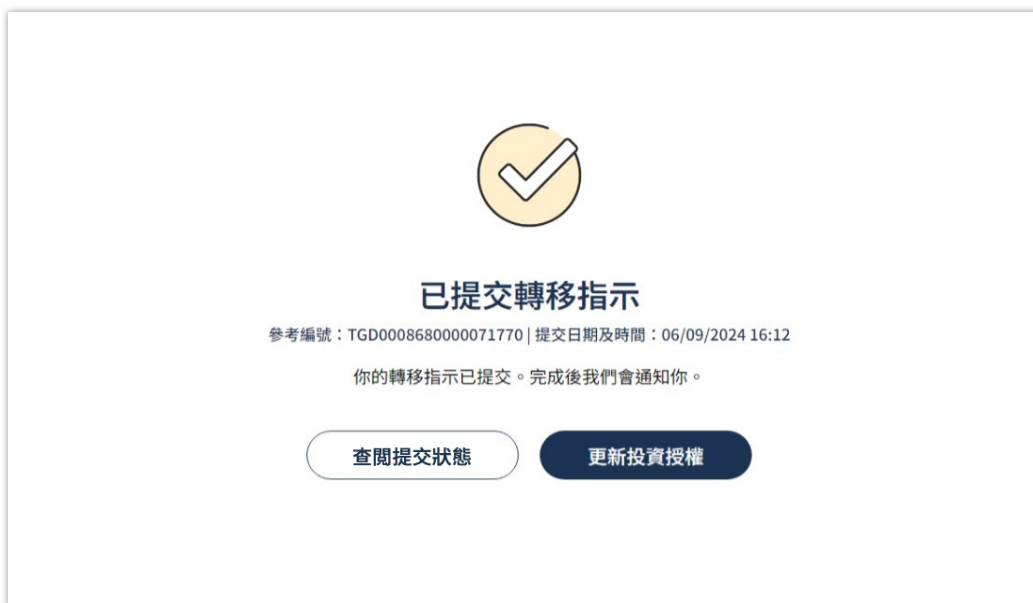 已提交轉移指示
參考編號：TGD0008680000071770 | 提交日期及時間：06/09/2024 16:12
你的轉移指示已提交。完成後我們會通知你。
查閱提交狀態
更新投資授權